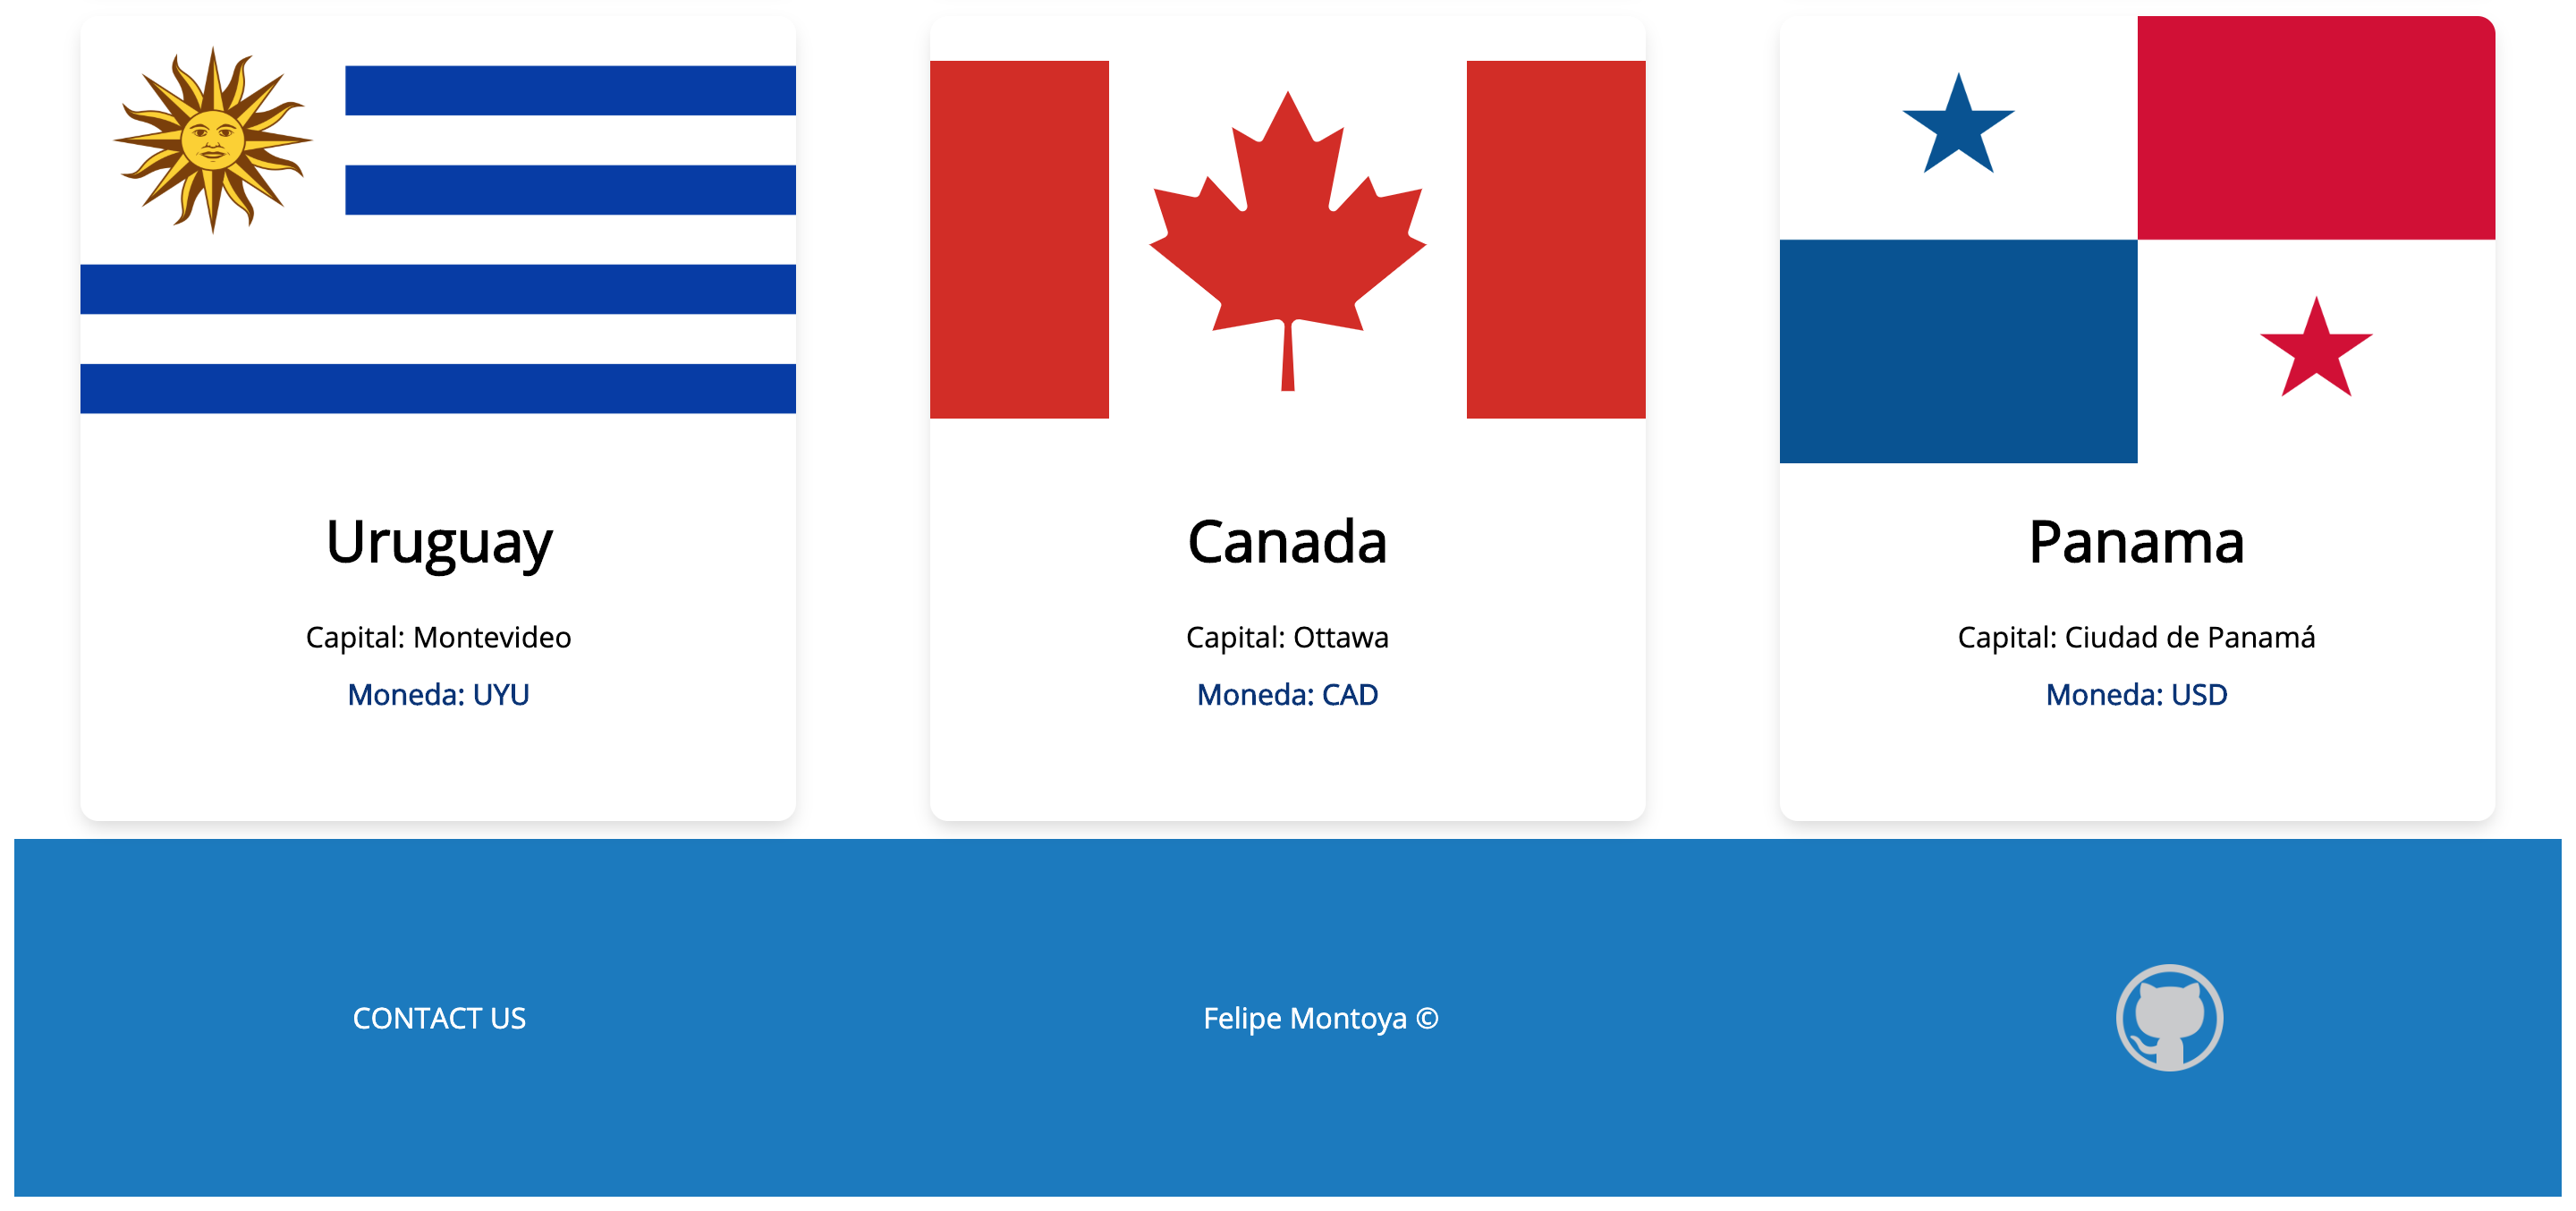 Uruguay
Capital: Montevideo
Moneda: UYU
Canada
Capital: Ottawa
Moneda: CAD
Panama
Capital: Ciudad de Panamá
Moneda: USD
CONTACT US
Felipe Montoya ©